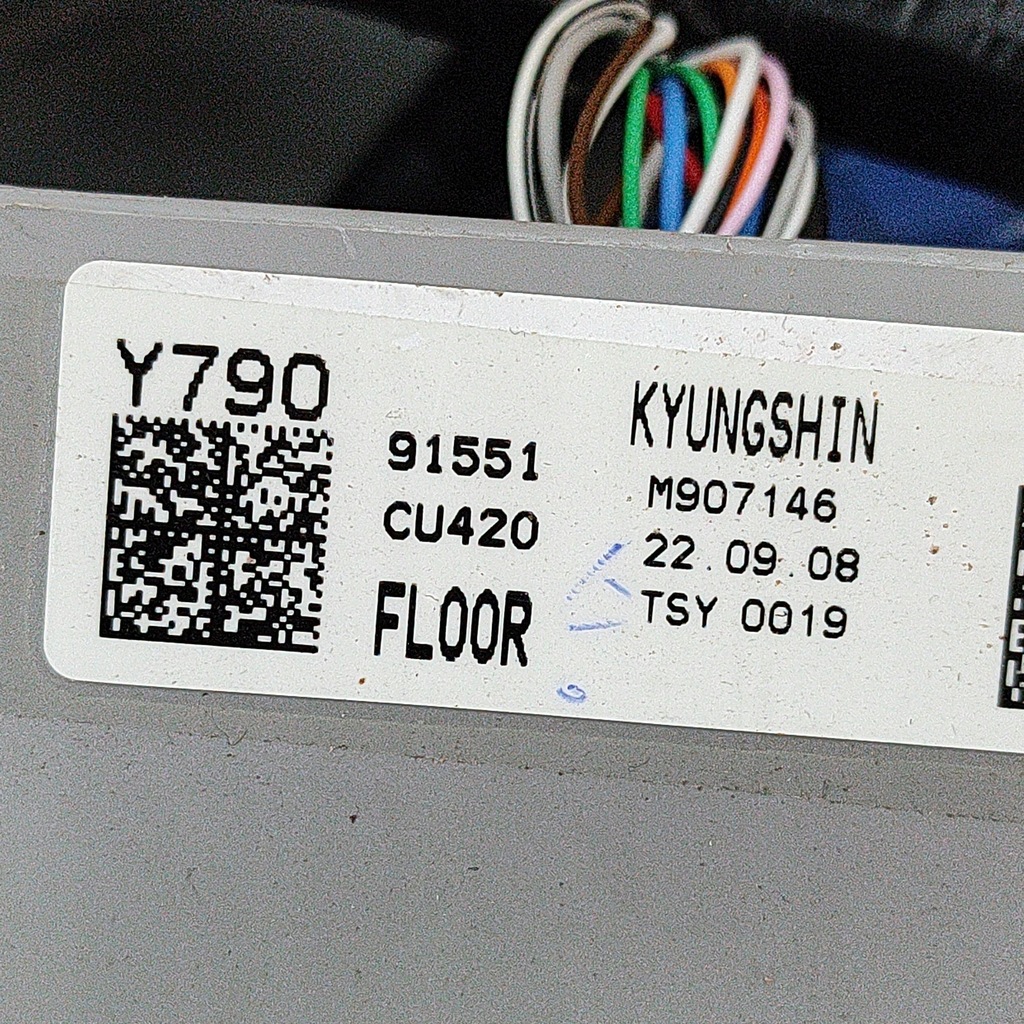 Y790
91551
CU420
FLOOR
KYUNGSHIN
M907146
22.09.08
TSY 0019